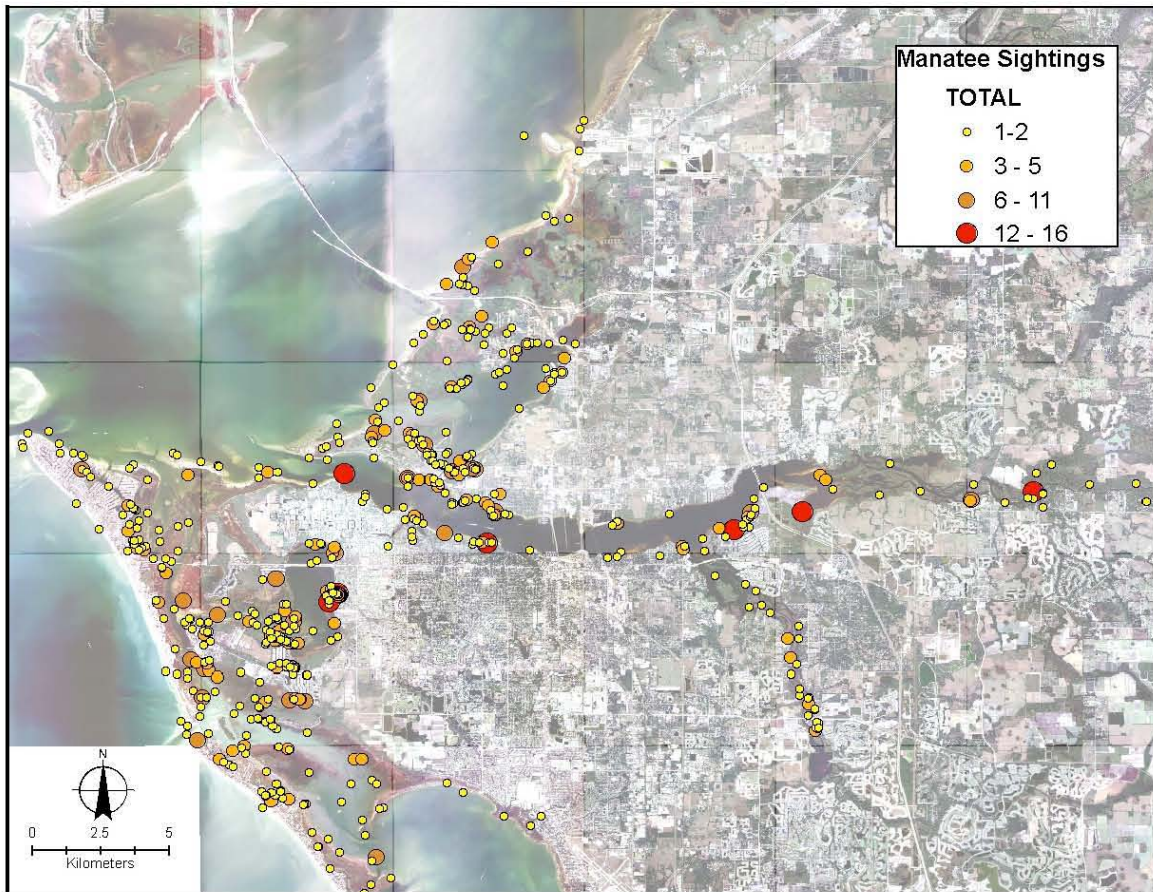 Manatee Sightings
TOTAL
1-2
3 - 5
6 - 11
12 - 16
N
0 2.5 5
Kilometers